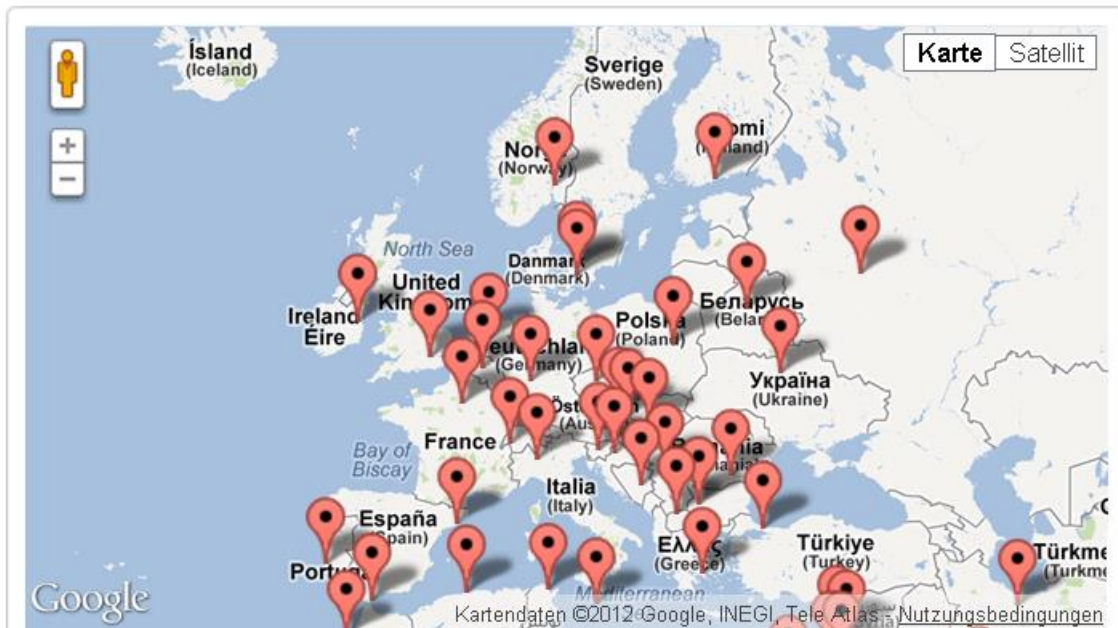 Ísland
(Iceland)
Karte
Satellit
+
−
Sverige
(Sweden)
(Norway)
North Sea
Danmark
(Denmark)
United
Ireland
Éire
Polska
(Poland)
Беларусь
(Germany)
Україна
(Ukraine)
France
Bay of
Biscay
Italia
(Italy)
España
(Greece)
Türkiye
(Turkey)
Mediterranean
Google
Kartendaten ©2012 Google, INEGI, Tele Atlas - Nutzungsbedingungen